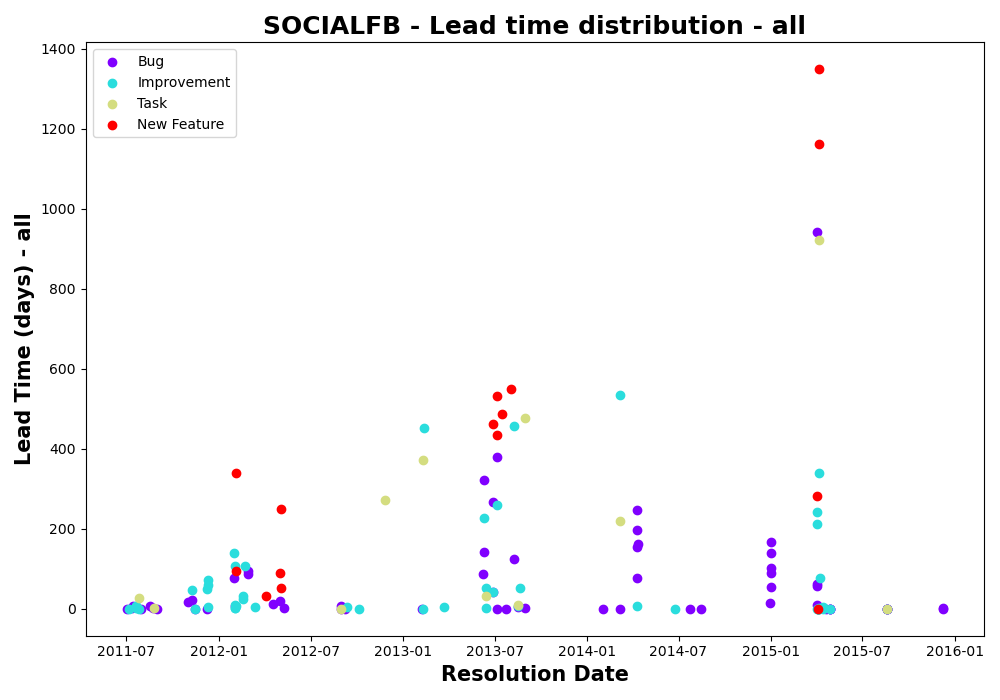 SOCIALFB - Lead time distribution - all
Bug
Improvement
Task
New Feature
Lead Time (days) - all
1400
1200
1000
800
600
400
200
0
2011-07 2012-01 2012-07 2013-01 2013-07 2014-01 2014-07 2015-01 2015-07 2016-01
Resolution Date